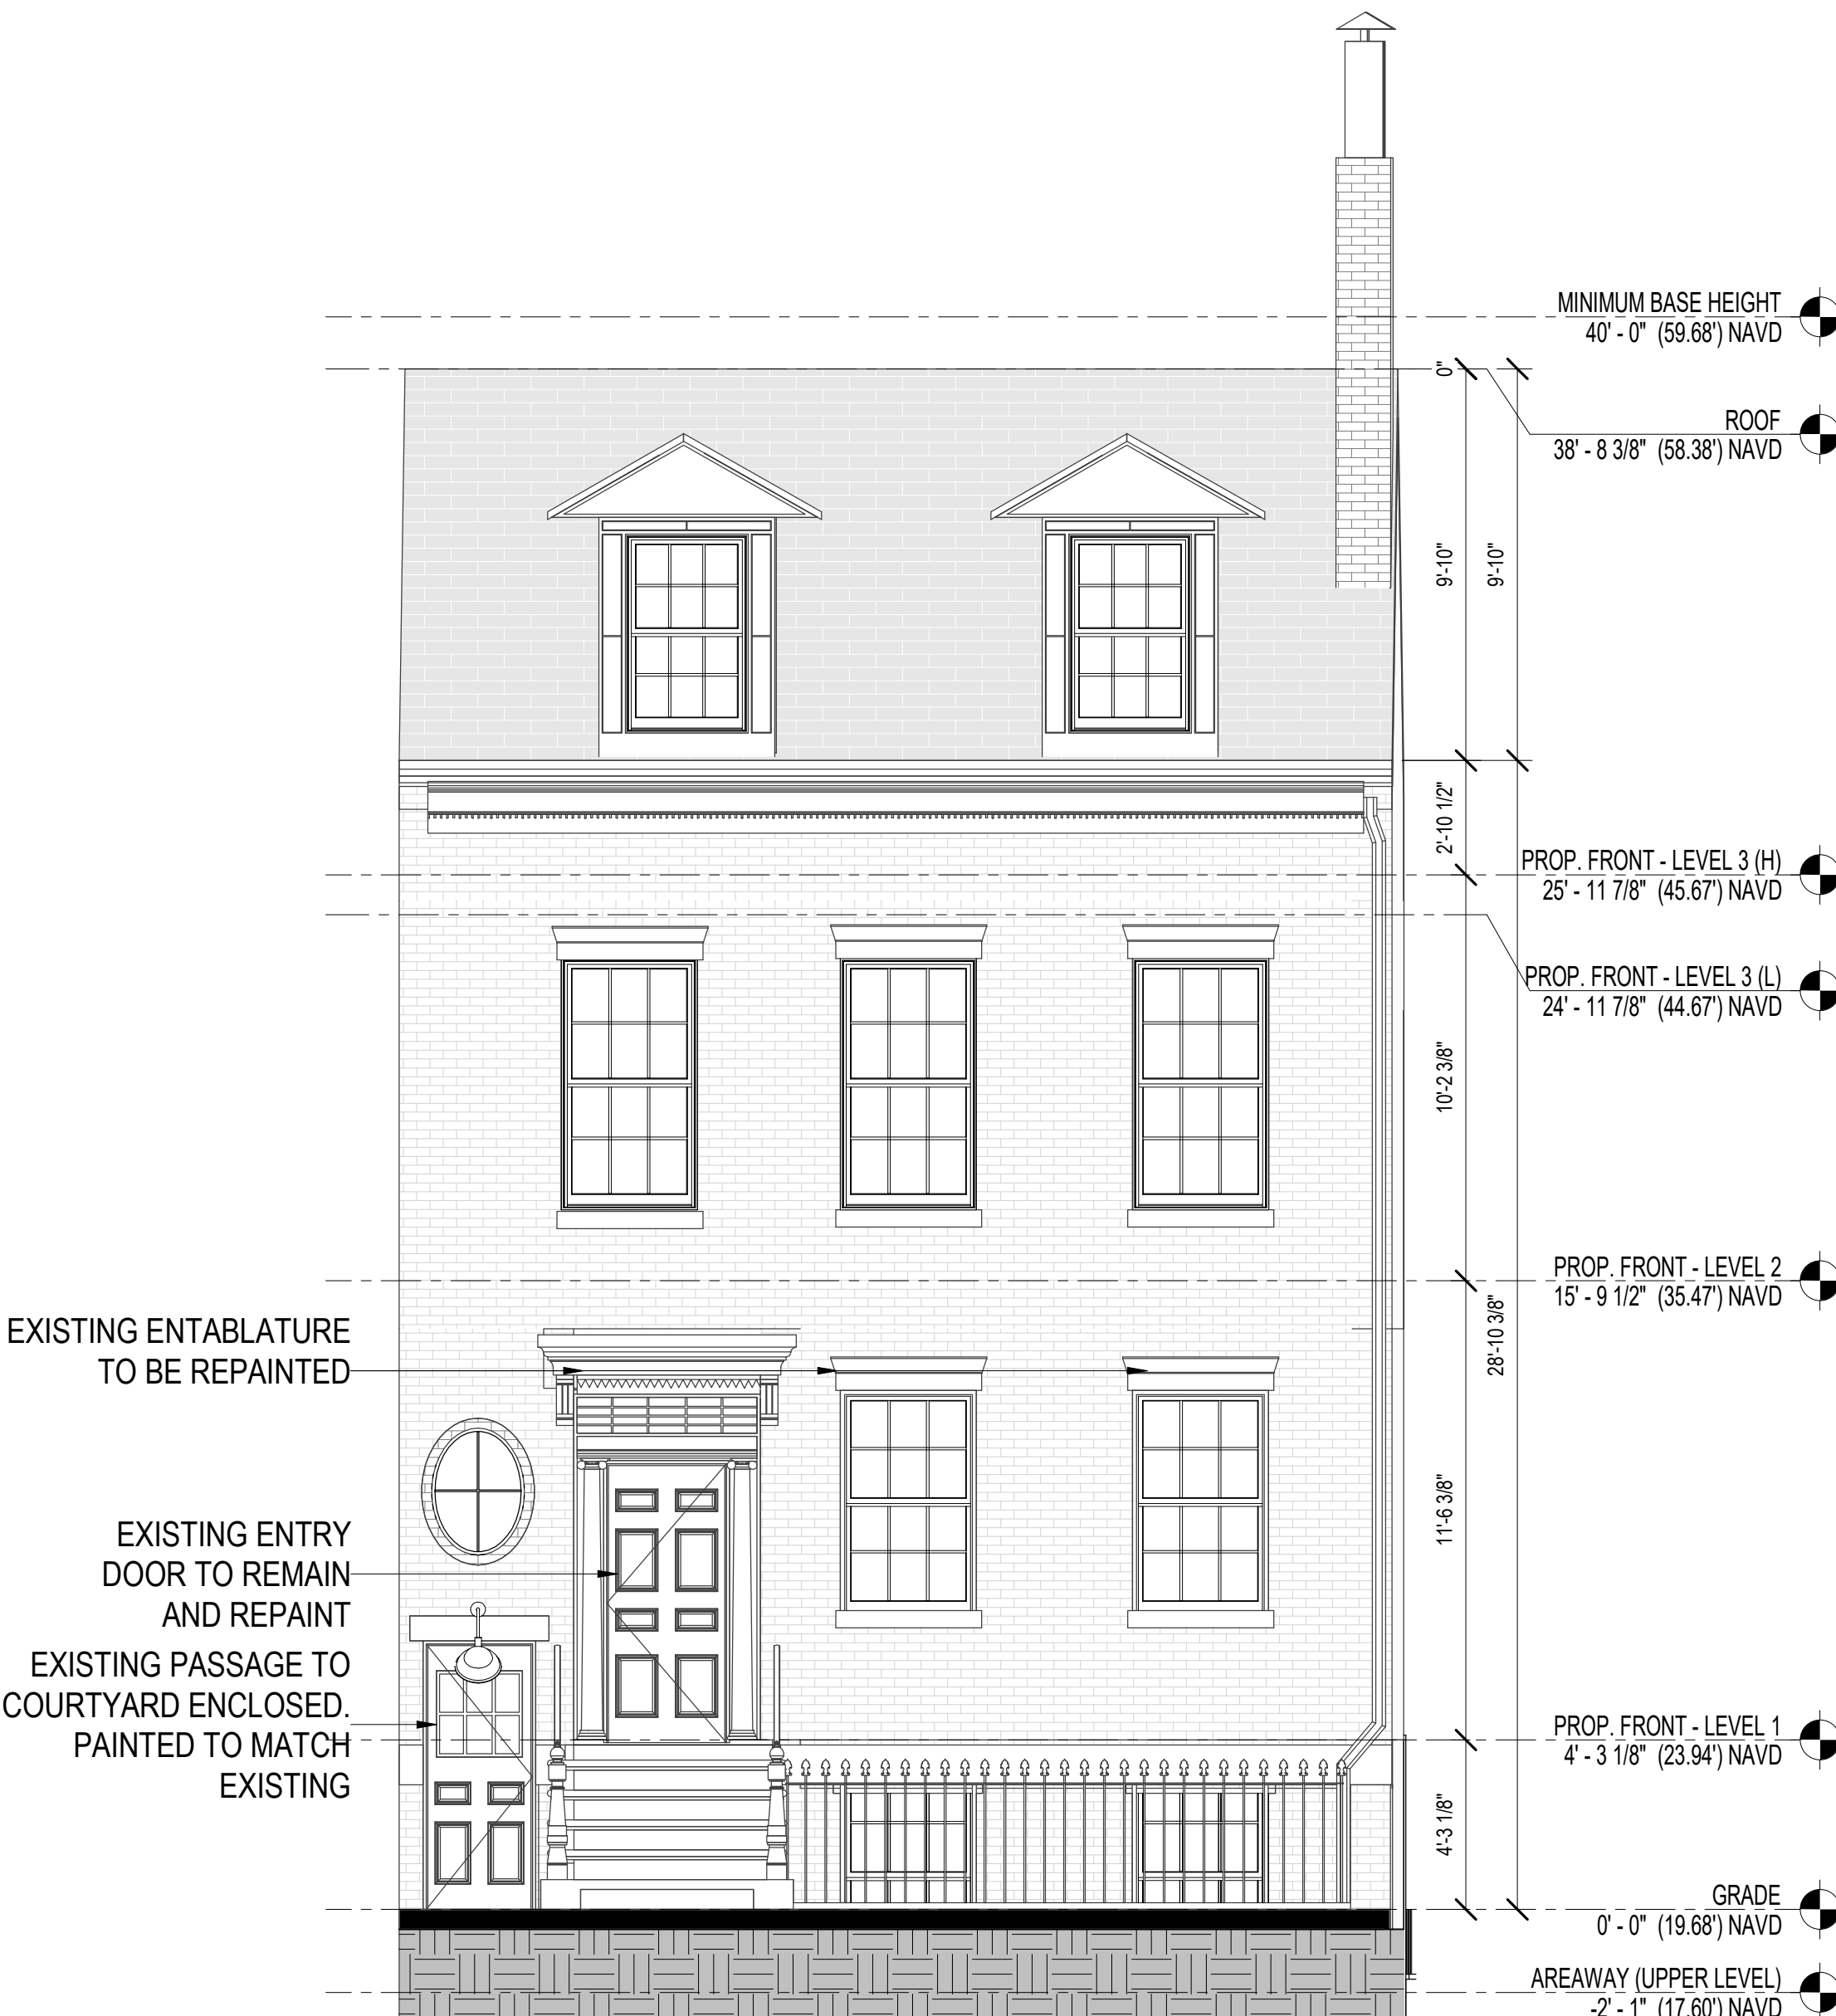 MINIMUM BASE HEIGHT
40' - 0" (59.68') NAVD
0"
ROOF
38' - 8 3/8" (58.38') NAVD
9'-10"
9'-10"
2'-10 1/2"
PROP. FRONT - LEVEL 3 (H)
25' - 11 7/8" (45.67') NAVD
PROP. FRONT - LEVEL 3 (L)
24' - 11 7/8" (44.67') NAVD
10'-2 3/8"
PROP. FRONT - LEVEL 2
15' - 9 1/2" (35.47') NAVD
28'-10 3/8"
EXISTING ENTABLATURE
TO BE REPAINTED
11'-6 3/8"
EXISTING ENTRY
DOOR TO REMAIN
AND REPAINT
EXISTING PASSAGE TO
COURTYARD ENCLOSED.
PAINTED TO MATCH
EXISTING
PROP. FRONT - LEVEL 1
4' - 3 1/8" (23.94') NAVD
4'-3 1/8"
GRADE
0' - 0" (19.68') NAVD
AREAWAY (UPPER LEVEL)
-2' - 1" (17.60') NAVD